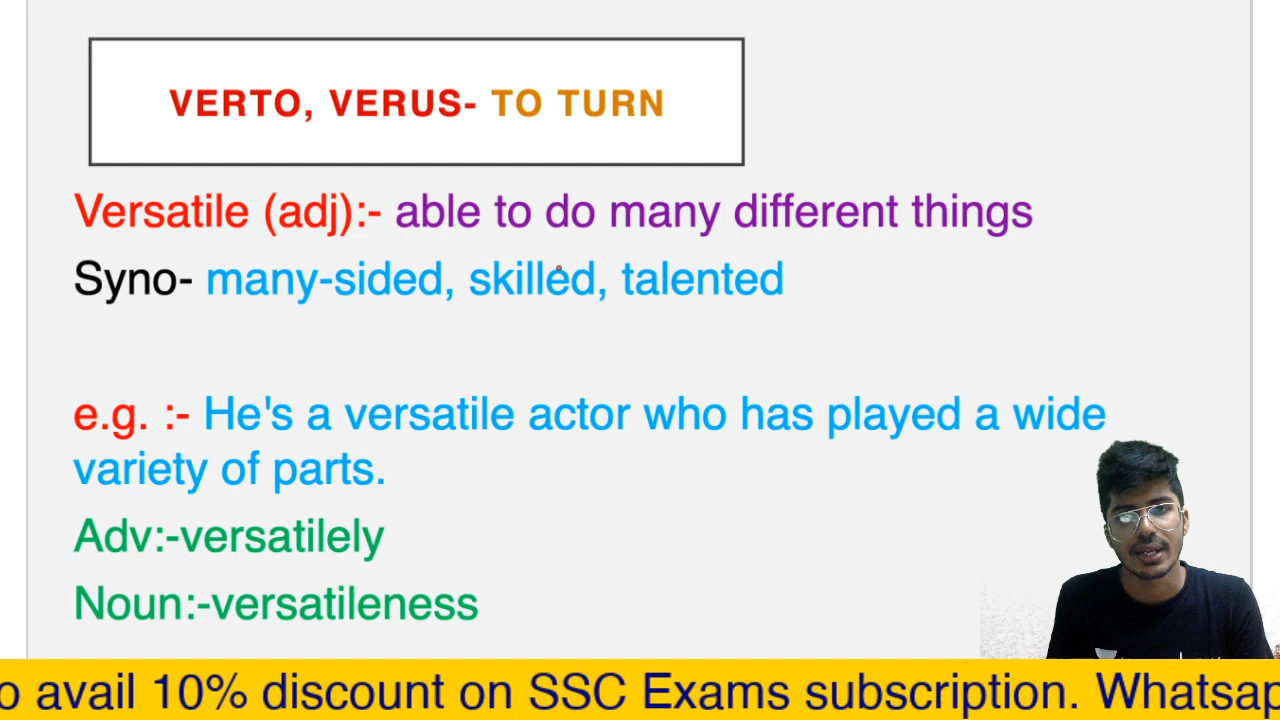 VERTO, VERUS- TO TURN
Versatile (adj):- able to do many different things
Syno- many-sided, skilled, talented
e.g. :- He's a versatile actor who has played a wide
variety of parts.
Adv:-versatilely
Noun:-versatileness
o avail 10% discount on SSC Exams subscription. Whatsap